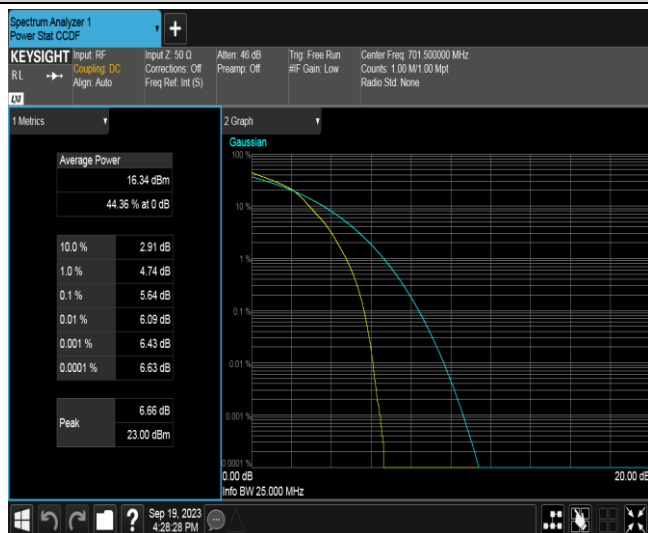 Spectrum Analyzer 1
Power Stat CCDF
KEYSIGHT
RL
LXI
Input: RF
Coupling: DC
Align: Auto
Input Z: 50 Ω
Corrections: Off
Freq Ref: Int (S)
Atten: 46 dB
Preamp: Off
Trig: Free Run
#IF Gain: Low
Center Freq: 701.500000 MHz
Counts: 1.00 M/1.00 Mpt
Radio Std: None
1 Metrics
Average Power
16.34 dBm
44.36 % at 0 dB
10.0 % 2.91 dB
1.0 % 4.74 dB
0.1 % 5.64 dB
0.01 % 6.09 dB
0.001 % 6.43 dB
0.0001 % 6.63 dB
Peak
6.66 dB
23.00 dBm
2 Graph
Gaussian
100 %
10 %
1 %
0.1 %
0.01 %
0.001 %
0.0001 %
0.00 dB 20.00 dB
Info BW 25.000 MHz
?
Sep 19, 2023
4:28:28 PM